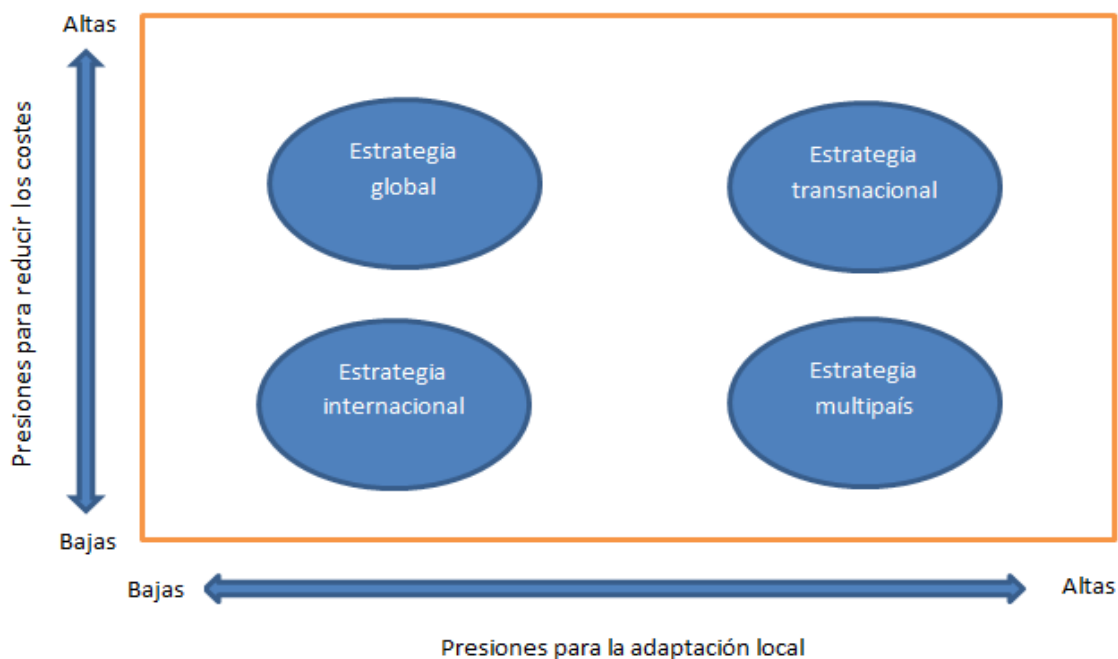 Altas
Presiones para reducir los costes
Estrategia
global
Estrategia
transnacional
Estrategia
internacional
Estrategia
multipaís
Bajas
Bajas
Altas
Presiones para la adaptación local